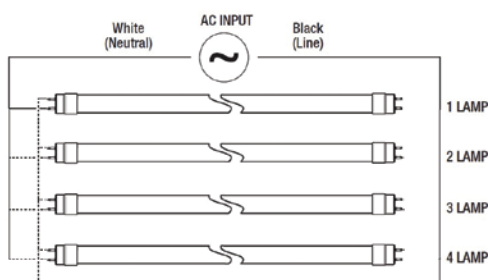 AC INPUT
White
(Neutral)
Black
(Line)
1 LAMP
2 LAMP
3 LAMP
4 LAMP